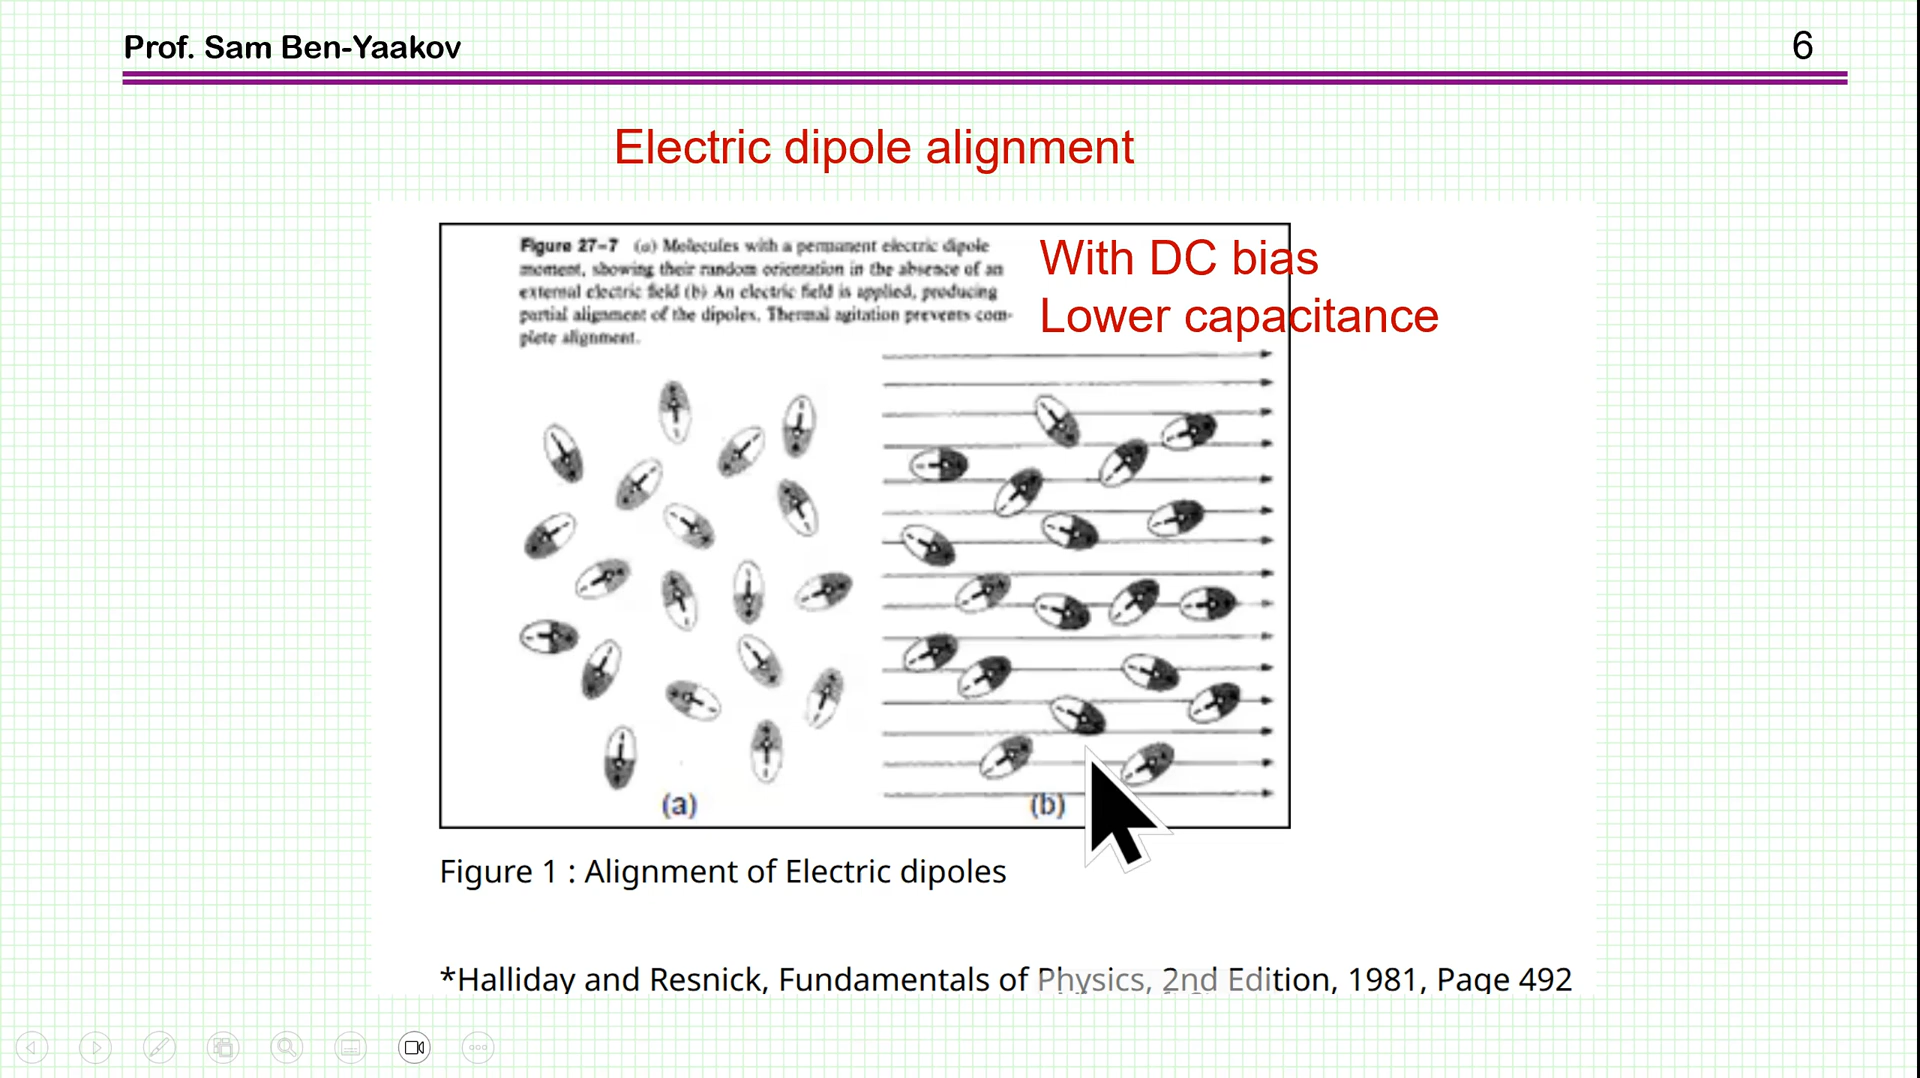 Prof. Sam Ben-Yaakov
6
Electric dipole alignment
Figure 27-7 (a) Molecules with a permanent electric dipole
moment, showing their random orientation in the absence of an
external electric field (b) An electric field is applied, producing
partial alignment of the dipoles. Thermal agitation prevents com-
plete alignment.
With DC bias
Lower capacitance
(a)
(b)
Figure 1 : Alignment of Electric dipoles
*Halliday and Resnick, Fundamentals of Physics, 2nd Edition, 1981, Page 492